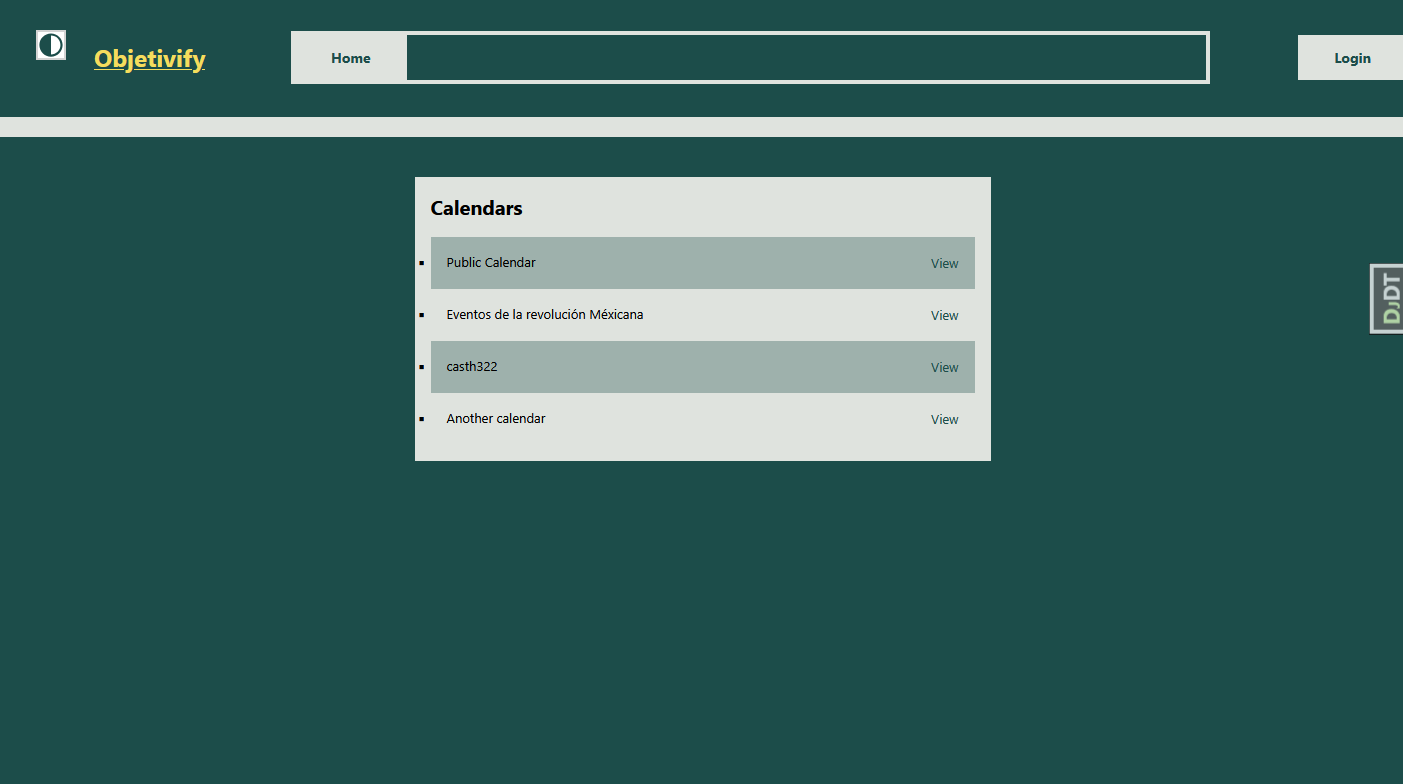 Objetivify
Home
Login
Calendars
Public Calendar View
Eventos de la revolución Méxicana View
casth322 View
Another calendar View
DJDT